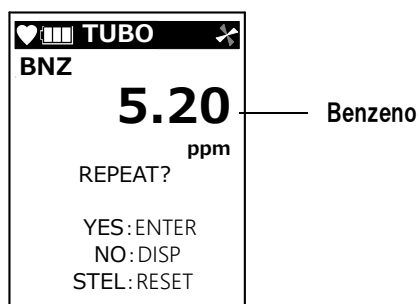 TUBO
BNZ
5.20
Benzeno
ppm
REPEAT?
YES:ENTER
NO:DISP
STEL:RESET